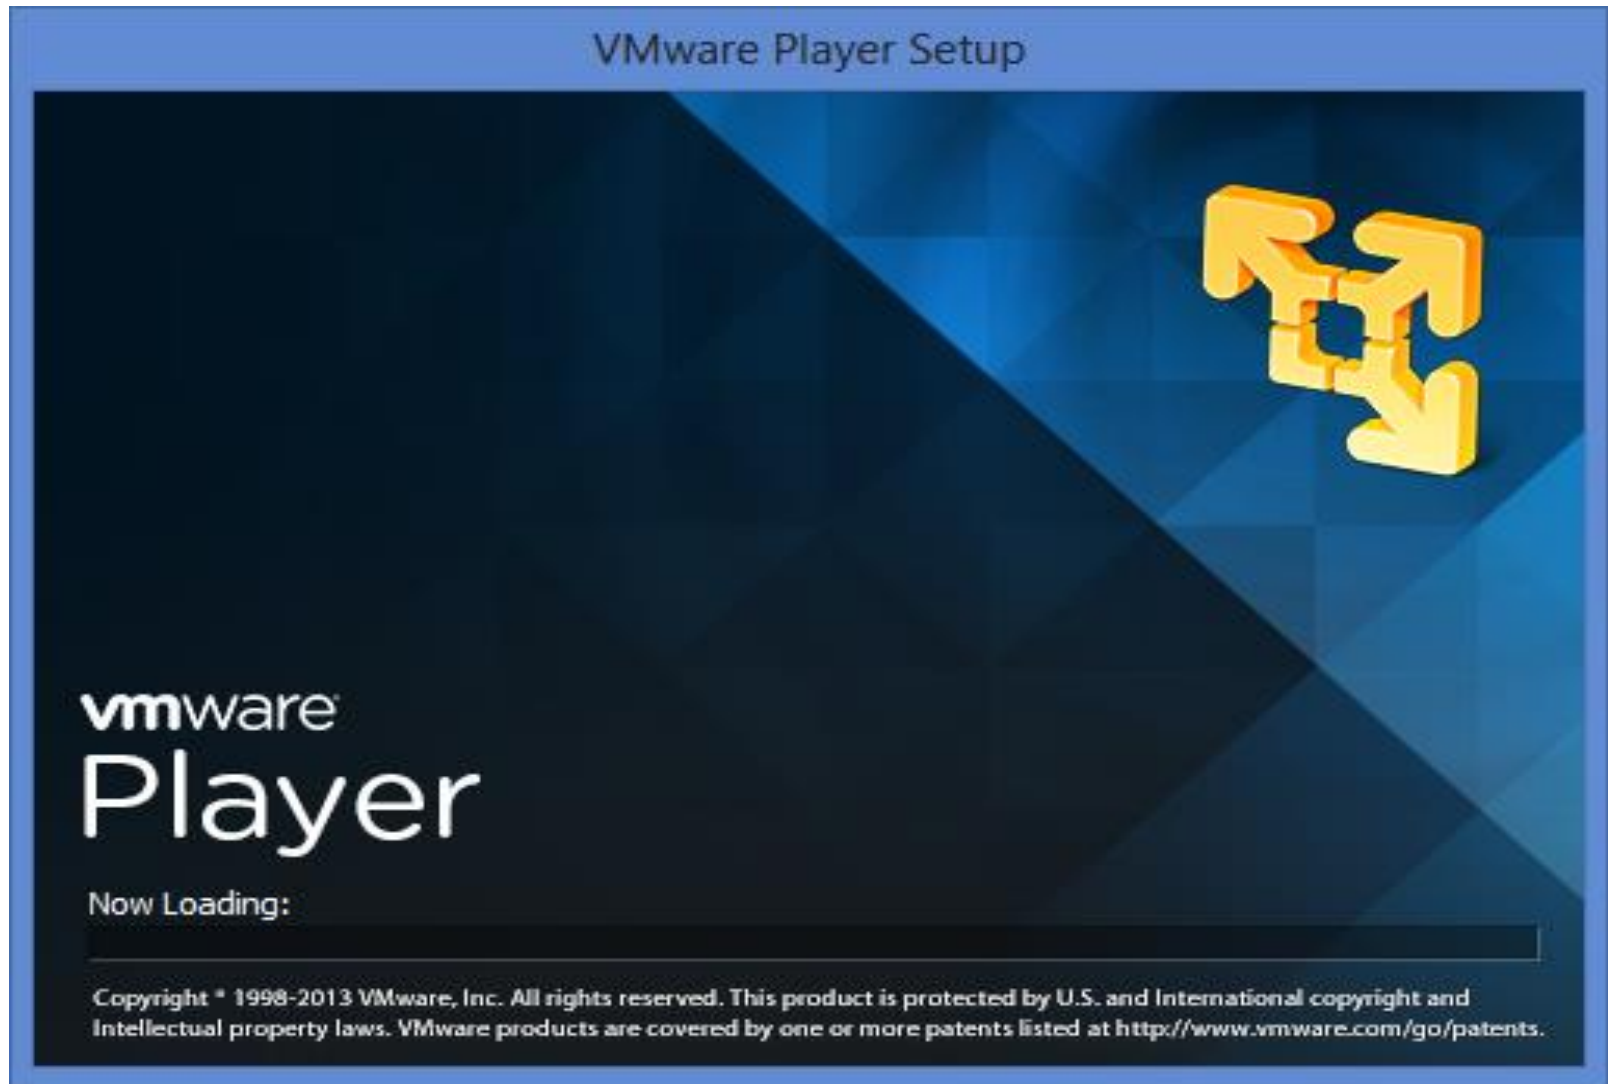 VMware Player Setup
vmware
Player
Now Loading:
Copyright ® 1998-2013 VMware, Inc. All rights reserved. This product is protected by U.S. and International copyright and
Intellectual property laws. VMware products are covered by one or more patents listed at http://www.vmware.com/go/patents.